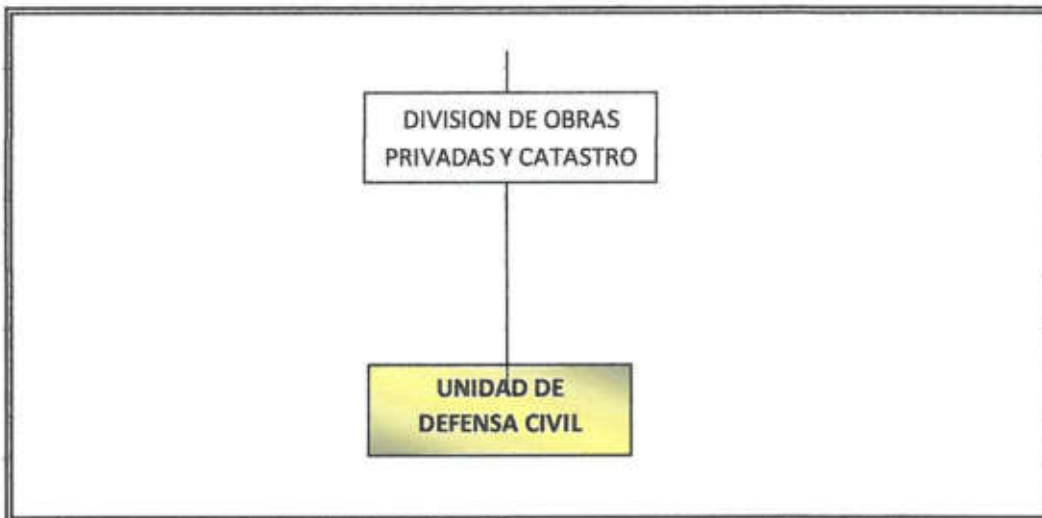 DIVISION DE OBRAS
PRIVADAS Y CATASTRO
UNIDAD DE
DEFENSA CIVIL